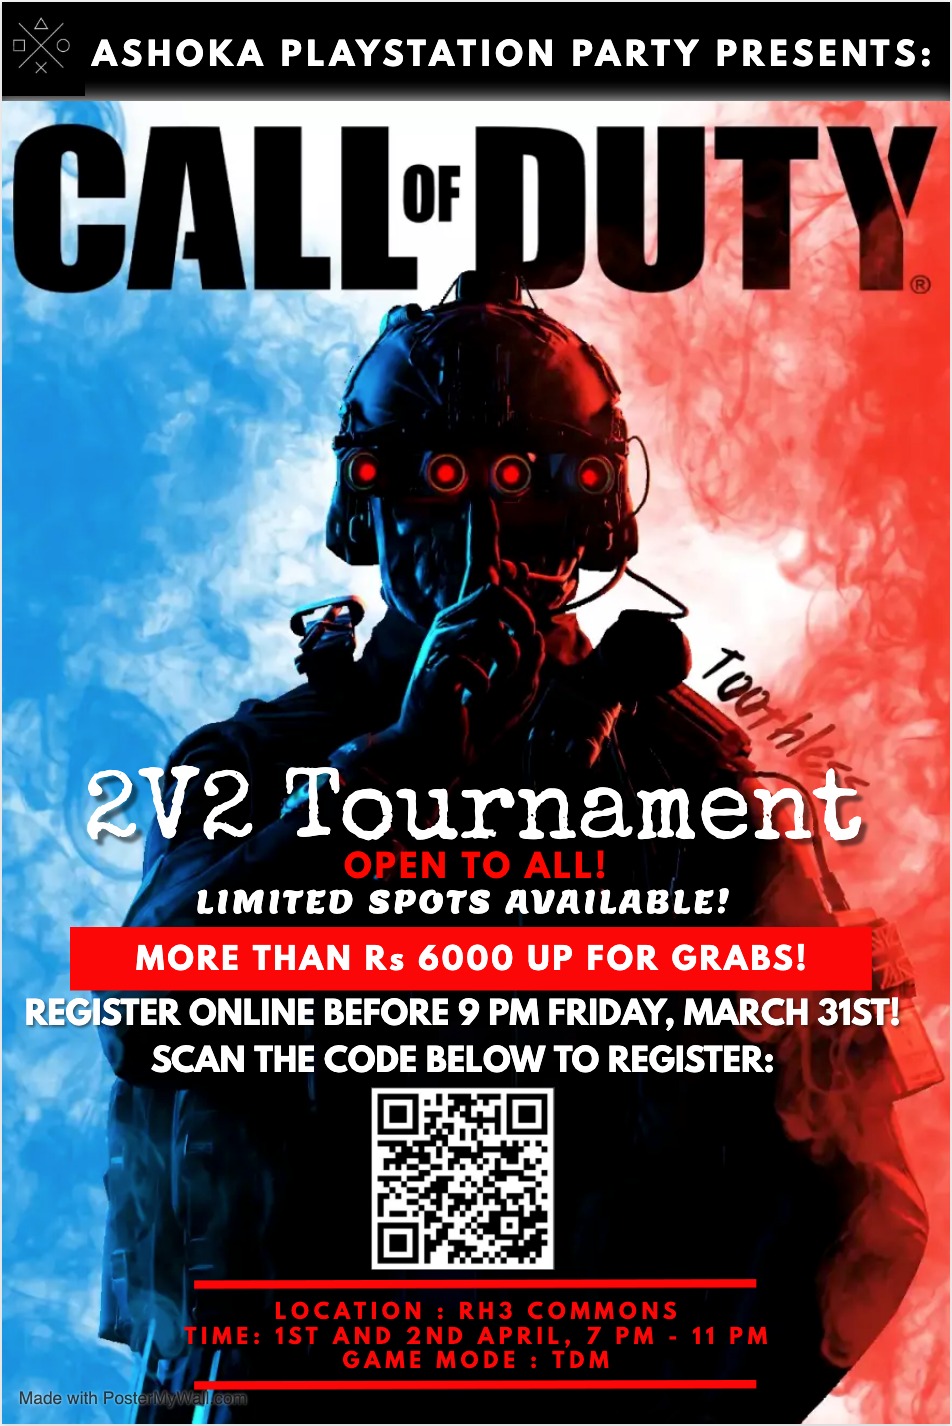 ASHOKA PLAYSTATION PARTY PRESENTS:
CALL OF DUTY®
Toothless
2V2 Tournament
OPEN TO ALL!
LIMITED SPOTS AVAILABLE!
MORE THAN Rs 6000 UP FOR GRABS!
REGISTER ONLINE BEFORE 9 PM FRIDAY, MARCH 31ST!
SCAN THE CODE BELOW TO REGISTER:
LOCATION : RH3 COMMONS
TIME: 1ST AND 2ND APRIL, 7 PM - 11 PM
GAME MODE : TDM
Made with PosterMyWall.com